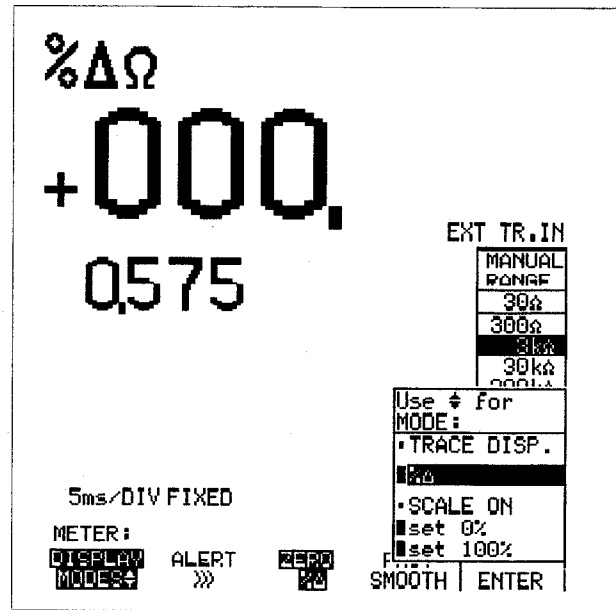 %ΔΩ
+000.
0,575
EXT TR.IN
MANUAL
RANGE
30Ω
300Ω
3kΩ
30kΩ
Use ♦ for
MODE:
▪TRACE DISP.
%Δ
▪SCALE ON
set 0%
set 100%
5ms/DIV FIXED
METER:
DISPLAY MODES♦
ALERT >>>
ZERO %Δ
SMOOTH
ENTER